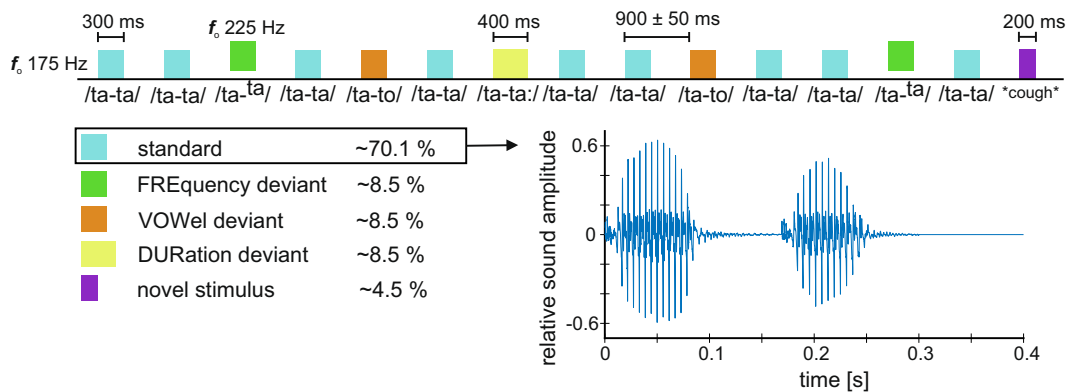 300 ms
fo 225 Hz
400 ms
900 ± 50 ms
200 ms
fo 175 Hz
/ta-ta/ /ta-ta/ /ta-ta/ /ta-ta/ /ta-to/ /ta-ta/ /ta-ta:/ /ta-ta/ /ta-ta/ /ta-to/ /ta-ta/ /ta-ta/ /ta-ta/ /ta-ta/ *cough*
standard ~70.1 %
FREquency deviant ~8.5 %
VOWel deviant ~8.5 %
DURation deviant ~8.5 %
novel stimulus ~4.5 %
relative sound amplitude
0.6
0
-0.6
0 0.1 0.2 0.3 0.4
time [s]